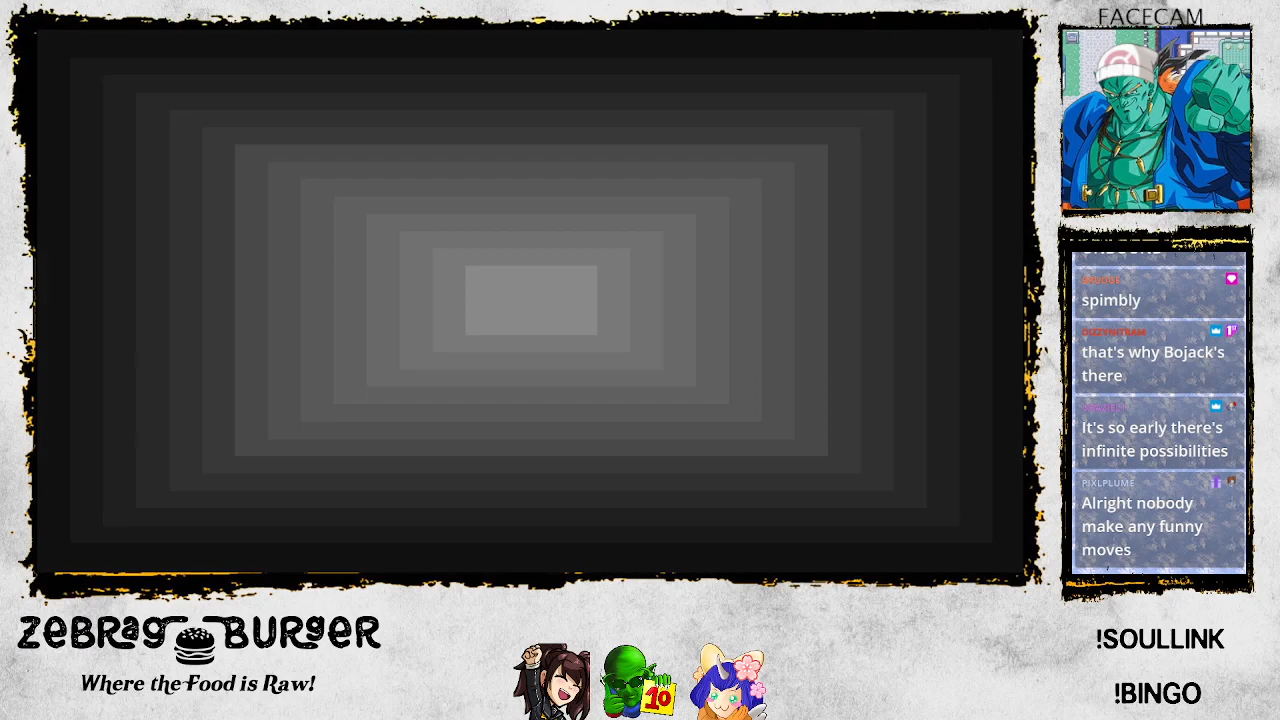 FACECAM
spimbly
that's why Bojack's
there
It's so early there's
infinite possibilities
PIXLPLUME
Alright nobody
make any funny
moves
ZEBRAG BURGER
Where the Food is Raw!
10
!SOULLINK
!BINGO